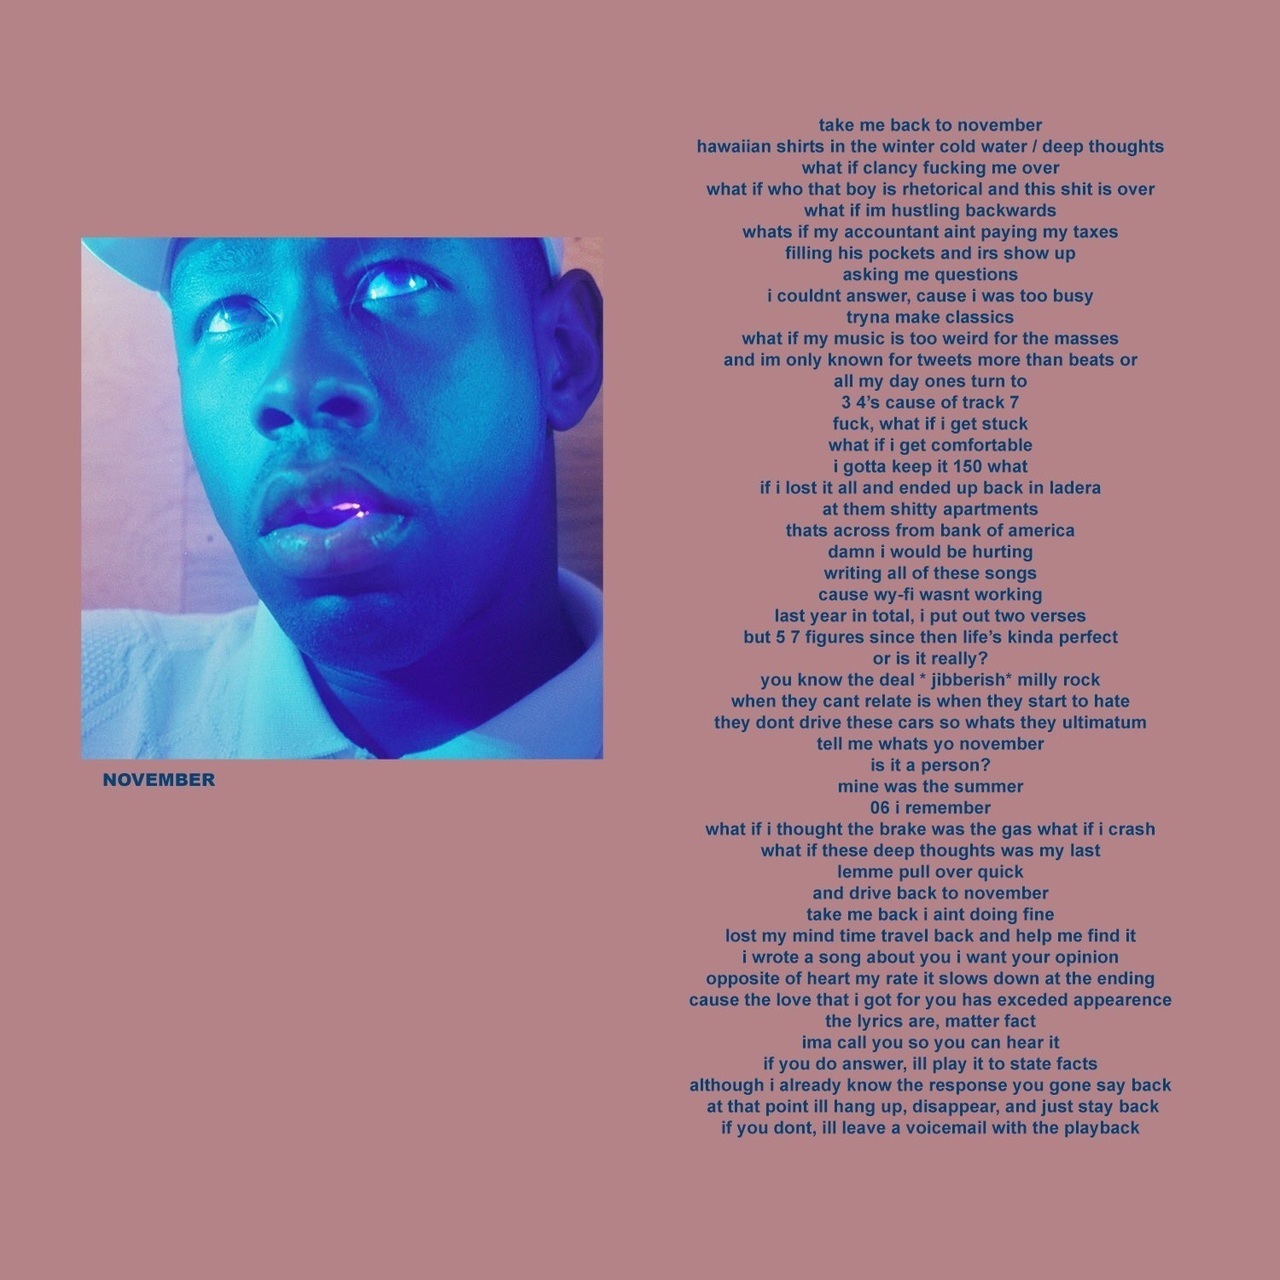 NOVEMBER
take me back to november
hawaiian shirts in the winter cold water / deep thoughts
what if clancy fucking me over
what if who that boy is rhetorical and this shit is over
what if im hustling backwards
whats if my accountant aint paying my taxes
filling his pockets and irs show up
asking me questions
i couldnt answer, cause i was too busy
tryna make classics
what if my music is too weird for the masses
and im only known for tweets more than beats or
all my day ones turn to
3 4’s cause of track 7
fuck, what if i get stuck
what if i get comfortable
i gotta keep it 150 what
if i lost it all and ended up back in ladera
at them shitty apartments
thats across from bank of america
damn i would be hurting
writing all of these songs
cause wy-fi wasnt working
last year in total, i put out two verses
but 5 7 figures since then life’s kinda perfect
or is it really?
you know the deal * jibberish* milly rock
when they cant relate is when they start to hate
they dont drive these cars so whats they ultimatum
tell me whats yo november
is it a person?
mine was the summer
06 i remember
what if i thought the brake was the gas what if i crash
what if these deep thoughts was my last
lemme pull over quick
and drive back to november
take me back i aint doing fine
lost my mind time travel back and help me find it
i wrote a song about you i want your opinion
opposite of heart my rate it slows down at the ending
cause the love that i got for you has exceded appearence
the lyrics are, matter fact
ima call you so you can hear it
if you do answer, ill play it to state facts
although i already know the response you gone say back
at that point ill hang up, disappear, and just stay back
if you dont, ill leave a voicemail with the playback